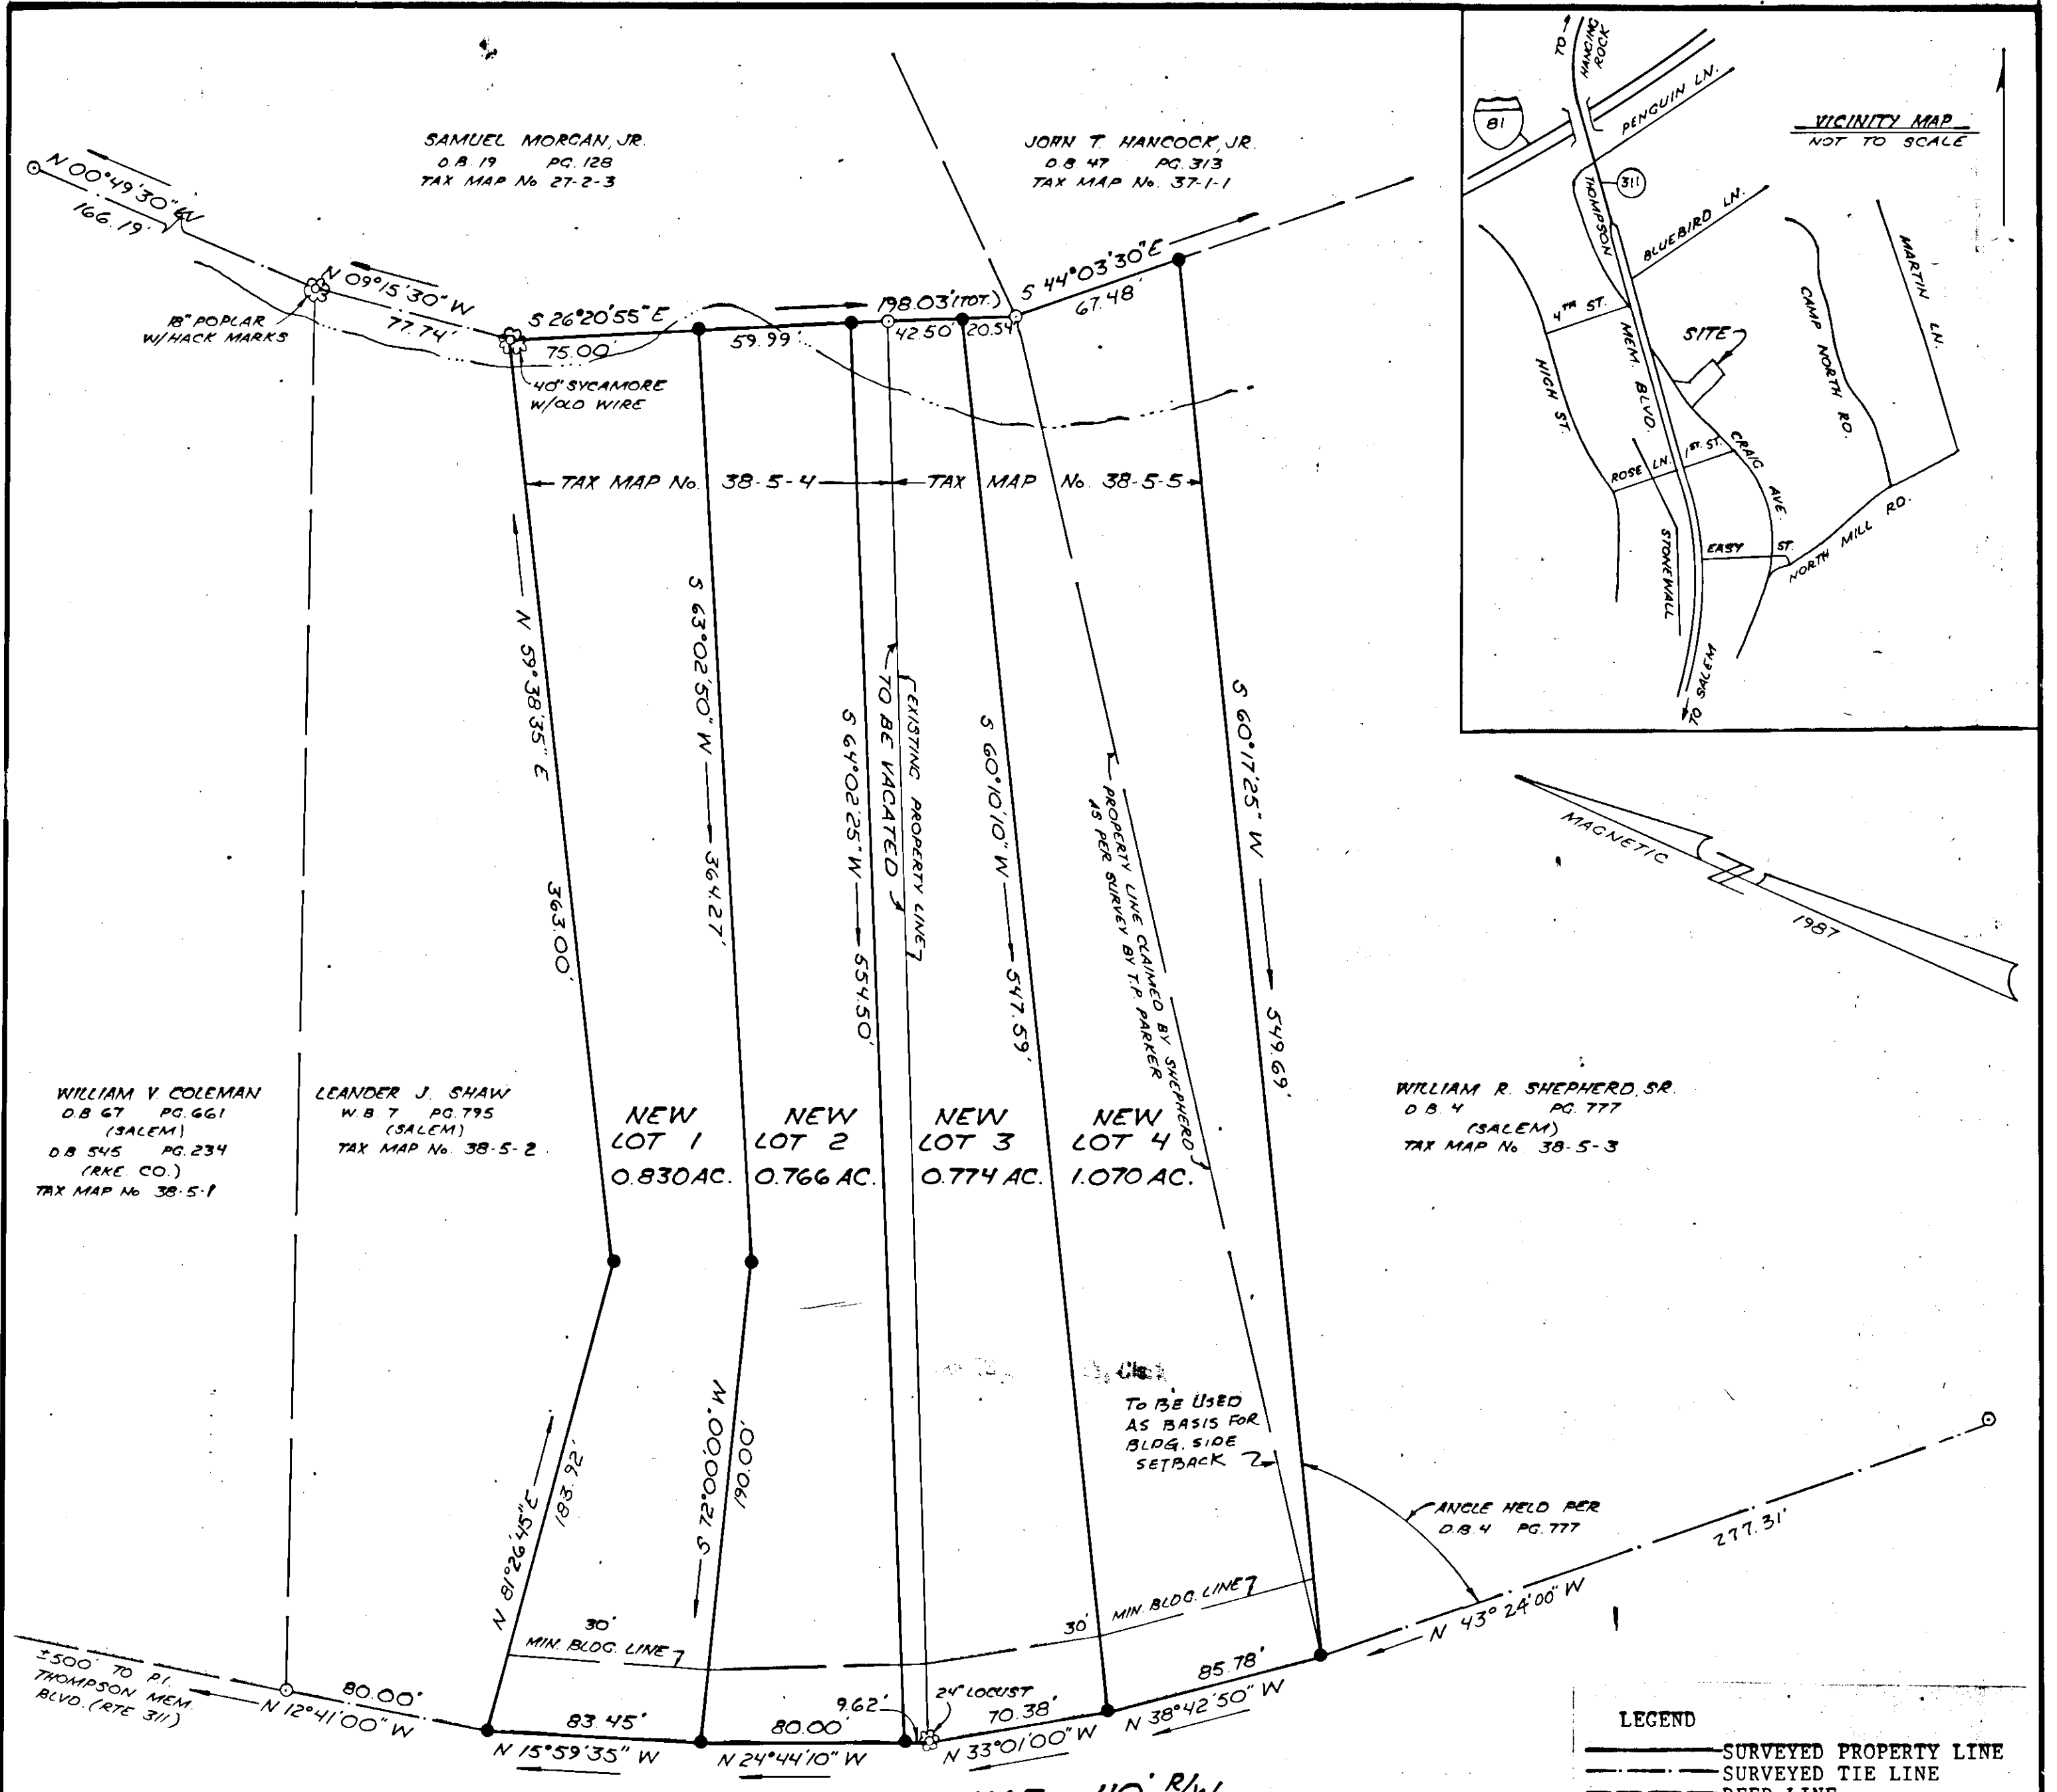 SAMUEL MORGAN, JR.
D.B. 19 PG. 128
TAX MAP No. 27-2-3
JOHN T. HANCOCK, JR.
D.B. 47 PG. 313
TAX MAP No. 37-1-1
N 00°49'30" W
166.19'
N 09°15'30" W
77.74'
18" POPLAR
W/HACK MARKS
S 26°20'55" E
198.03' (TOT.)
75.00'
59.99'
42.50'
20.54'
S 44°03'30" E
67.48'
40" SYCAMORE
W/OLD WIRE
TAX MAP No. 38-5-4
TAX MAP No. 38-5-5
N 59°38'35" E
363.00'
S 63°02'50" W
364.27'
S 64°02'25" W
554.50'
TO BE VACATED
EXISTING PROPERTY LINE
S 60°10'10" W
547.59'
PROPERTY LINE CLAIMED BY SHEPHERD
AS PER SURVEY BY T.P. PARKER
S 60°17'25" W
549.69'
VICINITY MAP
NOT TO SCALE
TO HANGING ROCK
81
PENGUIN LN.
311
THOMPSON
MEM. BLVD.
BLUEBIRD LN.
4TH ST.
SITE
HIGH ST.
CAMP NORTH RD.
MARTIN LN.
ROSE LN.
1ST. ST.
CRAIG AVE.
STONEWALL
EASY ST.
NORTH MILL RD.
TO SALEM
MAGNETIC
1987
WILLIAM V. COLEMAN
D.B. 67 PG. 661
(SALEM)
D.B. 545 PG. 234
(RKE. CO.)
TAX MAP No 38-5-1
LEANDER J. SHAW
W.B. 7 PG. 795
(SALEM)
TAX MAP No. 38-5-2
NEW
LOT 1
0.830 AC.
NEW
LOT 2
0.766 AC.
NEW
LOT 3
0.774 AC.
NEW
LOT 4
1.070 AC.
WILLIAM R. SHEPHERD, SR.
D.B. 4 PG. 777
(SALEM)
TAX MAP No. 38-5-3
N 81°26'45" E
183.92'
S 12°00'00" W
190.00'
TO BE USED
AS BASIS FOR
BLDG. SIDE
SETBACK
ANGLE HELD PER
D.B. 4 PG. 777
277.31'
N 43° 24'00" W
30'
MIN. BLDG. LINE
30'
MIN. BLDG. LINE
±500' TO P.I.
THOMPSON MEM.
BLVD. (RTE 311)
80.00'
N 12°41'00" W
83.45'
N 15°59'35" W
80.00'
N 24°44'10" W
9.62'
24" LOCUST
70.38'
N 33°01'00" W
85.78'
N 38°42'50" W
40' R/W
LEGEND
SURVEYED PROPERTY LINE
SURVEYED TIE LINE
DEED LINE